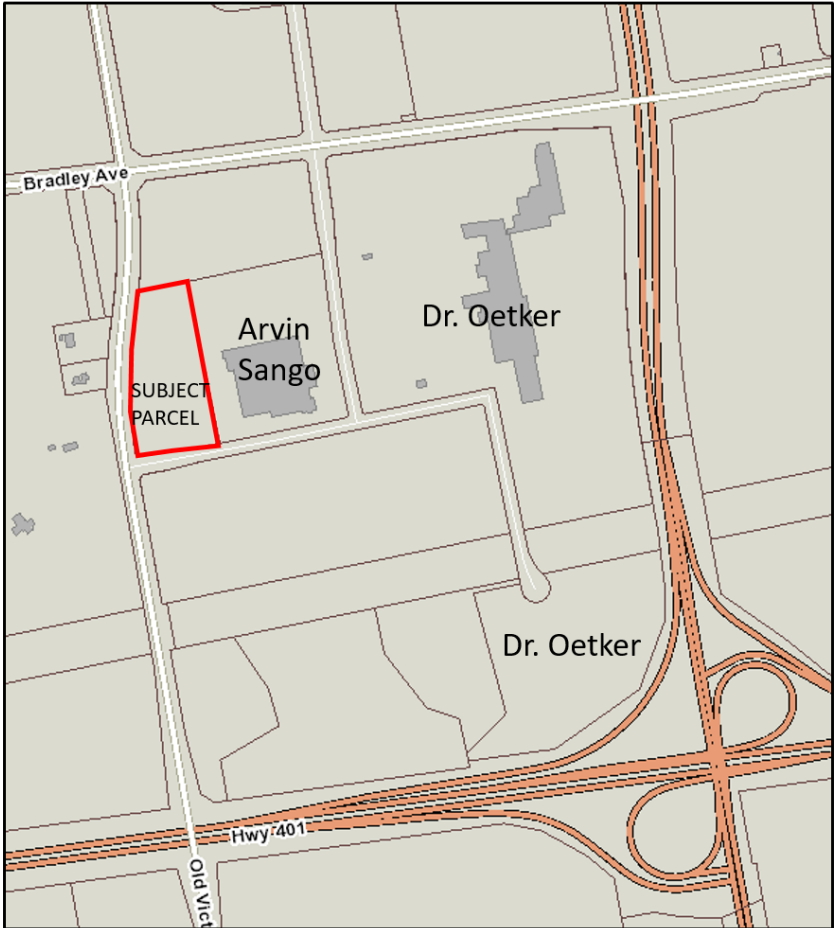 Bradley Ave
Arvin
Sango
Dr. Oetker
SUBJECT
PARCEL
Dr. Oetker
Hwy 401
Old Vict